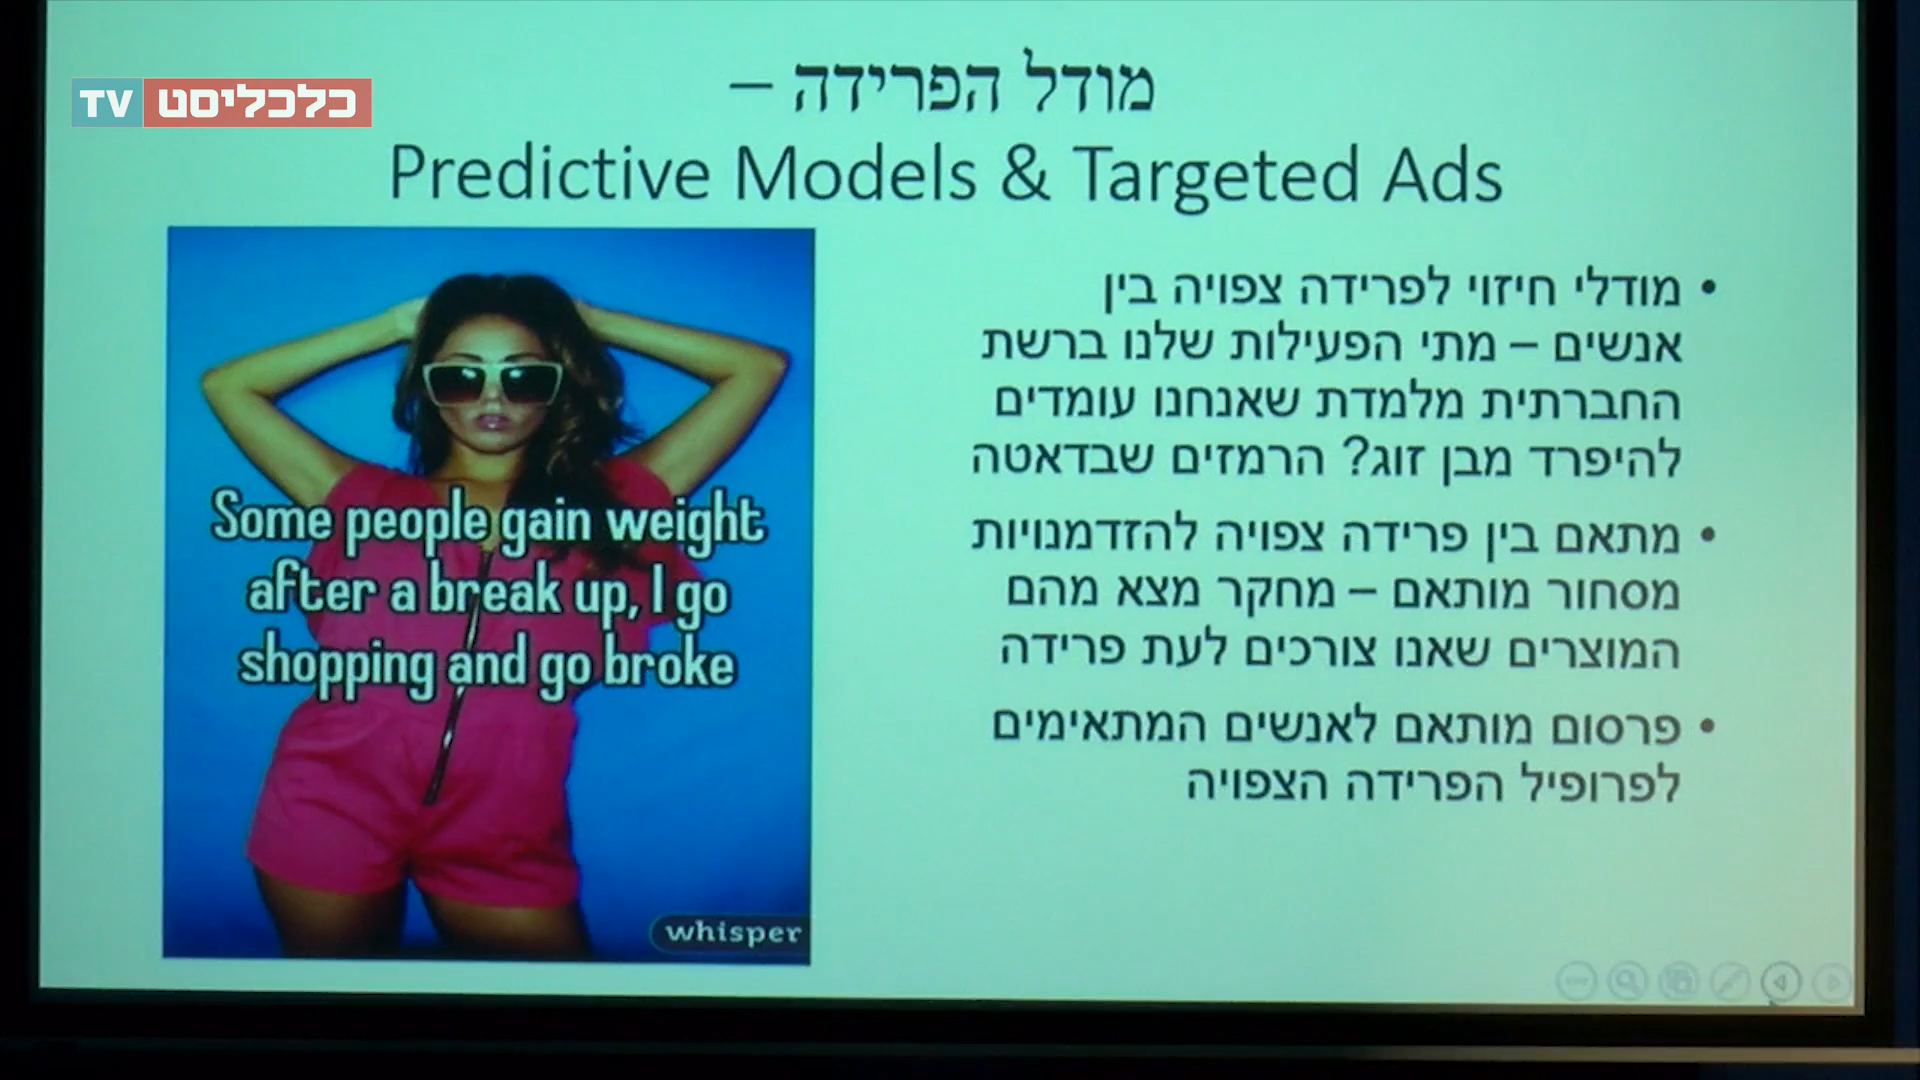 TV כלכליסט
מודל הפרידה –
Predictive Models & Targeted Ads
• מודלי חיזוי לפרידה צפויה בין
אנשים – מתי הפעילות שלנו ברשת
החברתית מלמדת שאנחנו עומדים
להיפרד מבן זוג? הרמזים שבדאטה
• מתאם בין פרידה צפויה להזדמנויות
מסחור מותאם – מחקר מצא מהם
המוצרים שאנו צורכים לעת פרידה
• פרסום מותאם לאנשים המתאימים
לפרופיל הפרידה הצפויה
Some people gain weight
after a break up, I go
shopping and go broke
whisper